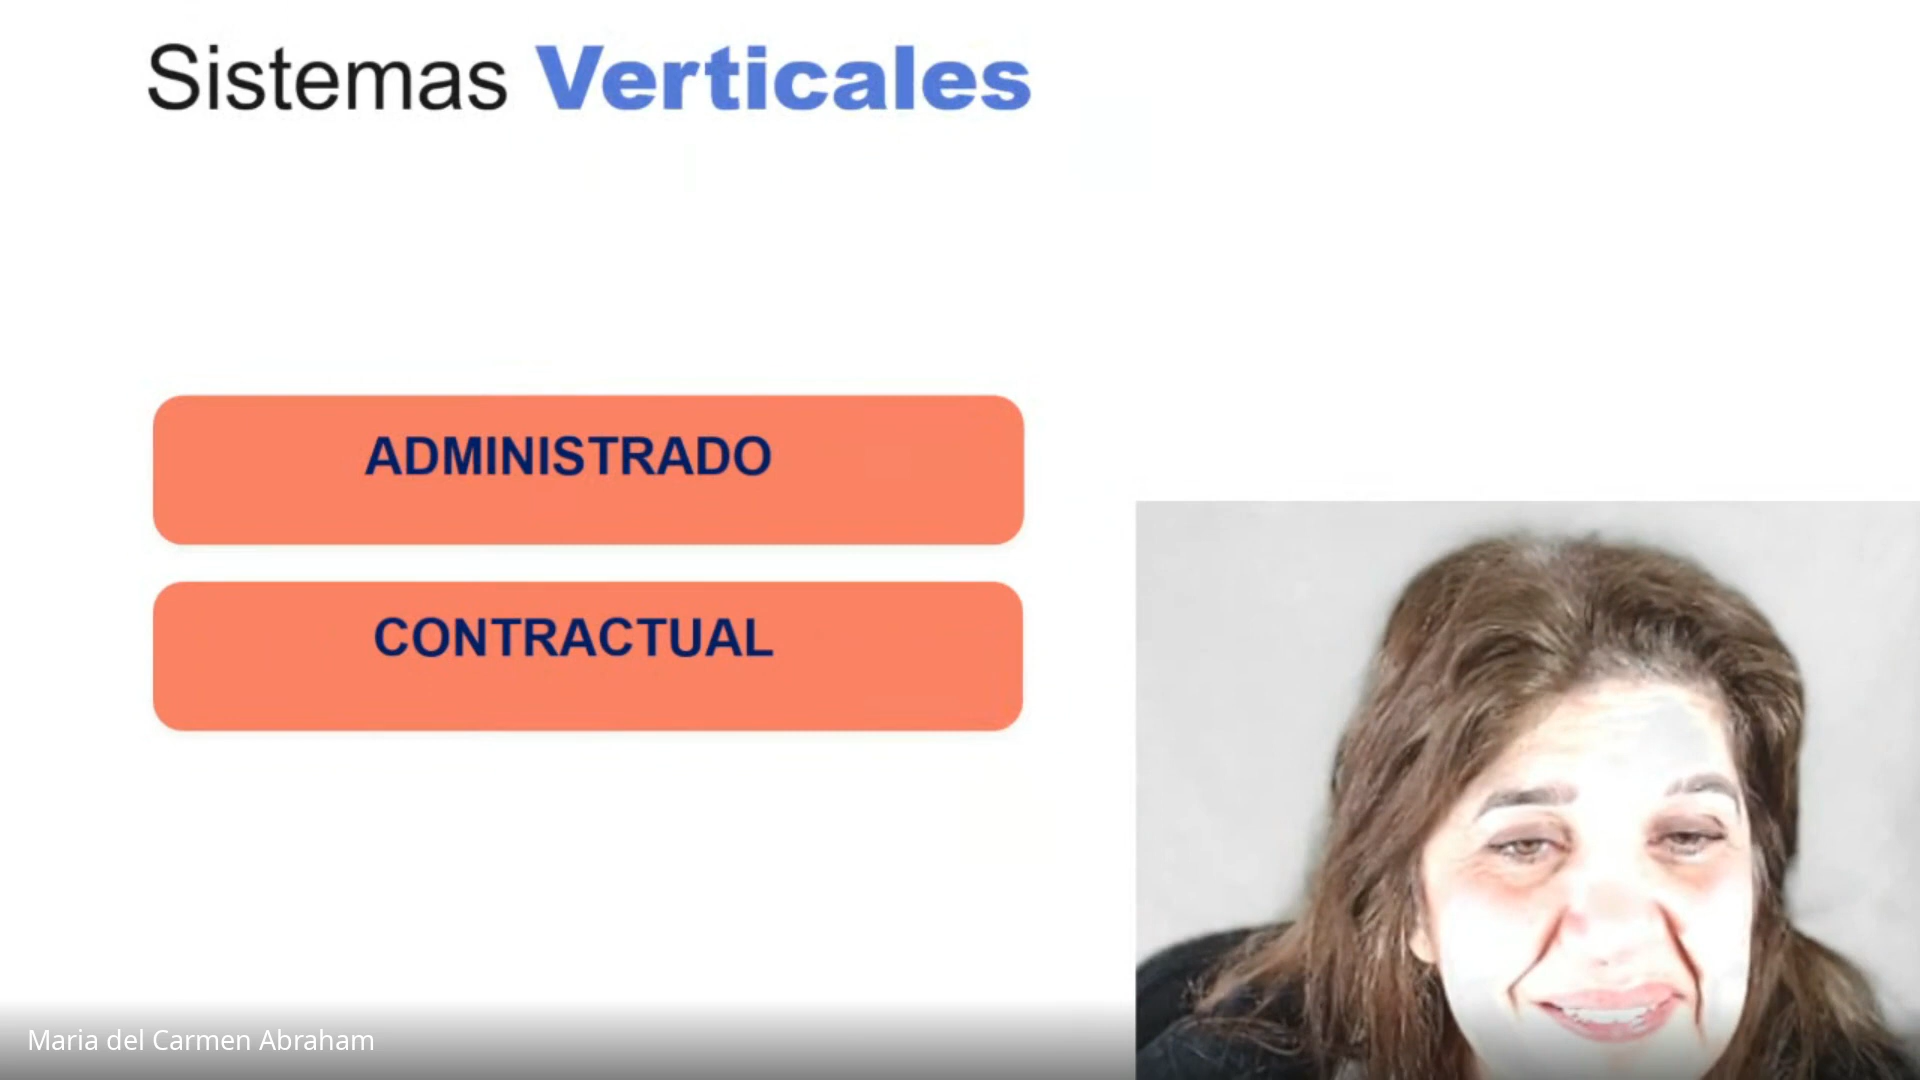 Sistemas Verticales
ADMINISTRADO
CONTRACTUAL
Maria del Carmen Abraham